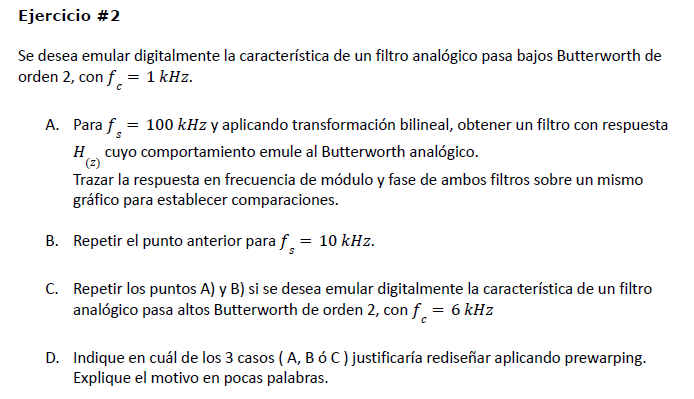 Ejercicio #2
Se desea emular digitalmente la característica de un filtro analógico pasa bajos Butterworth de
orden 2, con f_c = 1 kHz.
A. Para f_s = 100 kHz y aplicando transformación bilineal, obtener un filtro con respuesta
H_(z) cuyo comportamiento emule al Butterworth analógico.
Trazar la respuesta en frecuencia de módulo y fase de ambos filtros sobre un mismo
gráfico para establecer comparaciones.
B. Repetir el punto anterior para f_s = 10 kHz.
C. Repetir los puntos A) y B) si se desea emular digitalmente la característica de un filtro
analógico pasa altos Butterworth de orden 2, con f_c = 6 kHz
D. Indique en cuál de los 3 casos ( A, B ó C ) justificaría rediseñar aplicando prewarping.
Explique el motivo en pocas palabras.